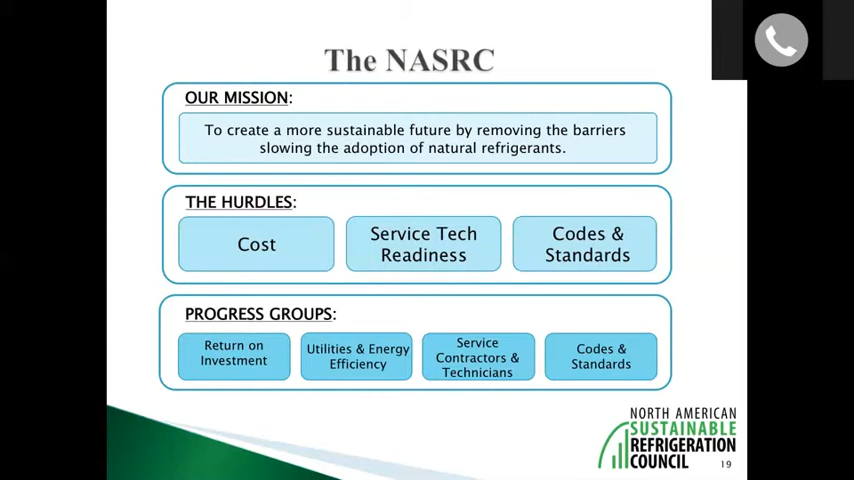 The NASRC
OUR MISSION:
To create a more sustainable future by removing the barriers
slowing the adoption of natural refrigerants.
THE HURDLES:
Cost
Service Tech
Readiness
Codes &
Standards
PROGRESS GROUPS:
Return on
Investment
Utilities & Energy
Efficiency
Service
Contractors &
Technicians
Codes &
Standards
NORTH AMERICAN
SUSTAINABLE
REFRIGERATION
COUNCIL
19